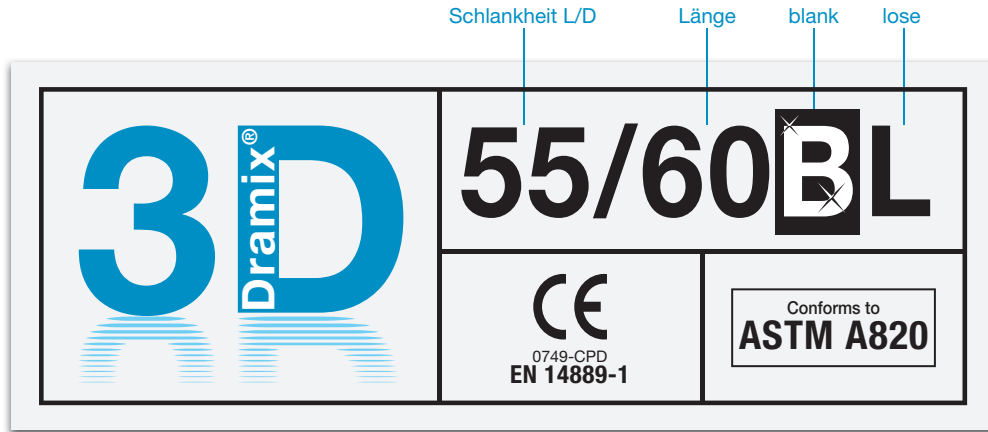 Schlankheit L/D Länge blank lose
3D Dramix®
55/60BL
CE
0749-CPD
EN 14889-1
Conforms to
ASTM A820